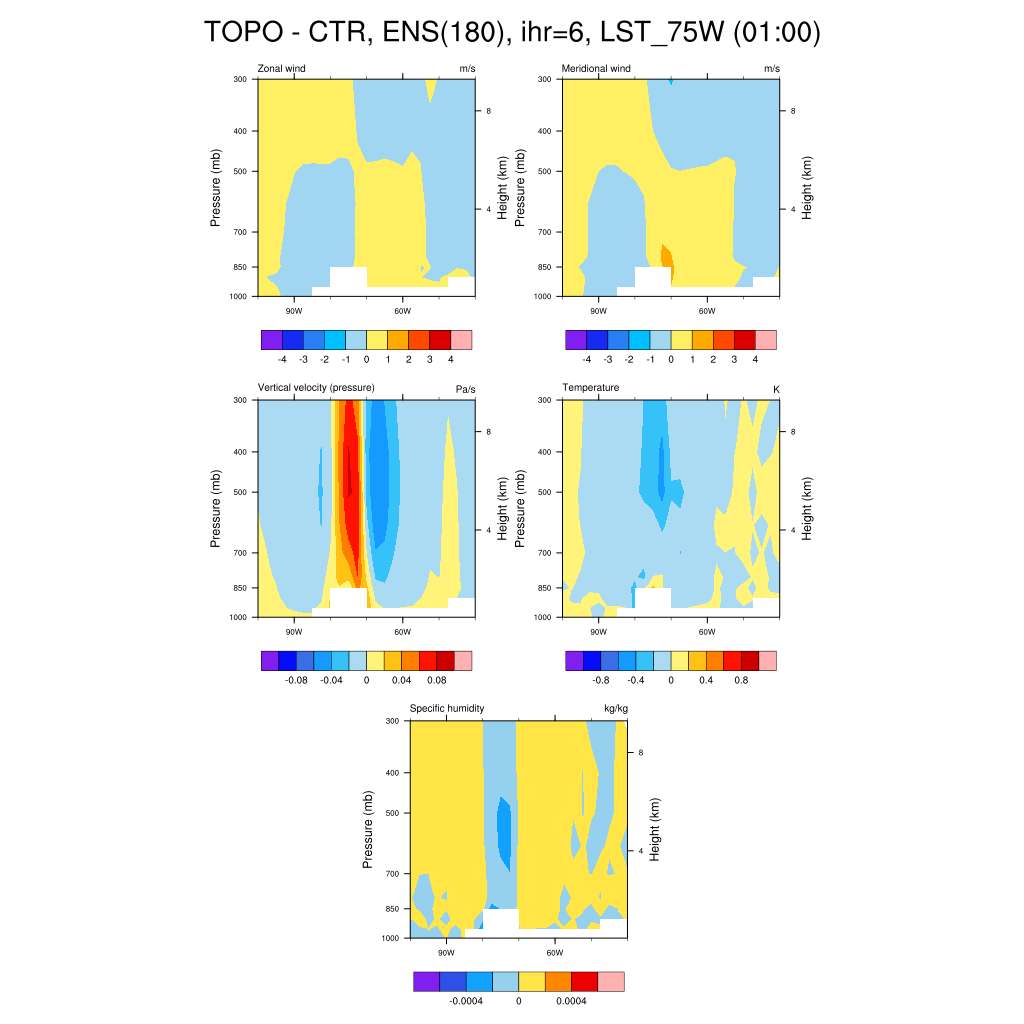 TOPO - CTR, ENS(180), ihr=6, LST_75W (01:00)
Zonal wind m/s
300
400
500
700
850
1000
Pressure (mb)
8
4
Height (km)
90W 60W
-4 -3 -2 -1 0 1 2 3 4
Meridional wind m/s
300
400
500
700
850
1000
Pressure (mb)
8
4
Height (km)
90W 60W
-4 -3 -2 -1 0 1 2 3 4
Vertical velocity (pressure) Pa/s
300
400
500
700
850
1000
Pressure (mb)
8
4
Height (km)
90W 60W
-0.08 -0.04 0 0.04 0.08
Temperature K
300
400
500
700
850
1000
Pressure (mb)
8
4
Height (km)
90W 60W
-0.8 -0.4 0 0.4 0.8
Specific humidity kg/kg
300
400
500
700
850
1000
Pressure (mb)
8
4
Height (km)
90W 60W
-0.0004 0 0.0004